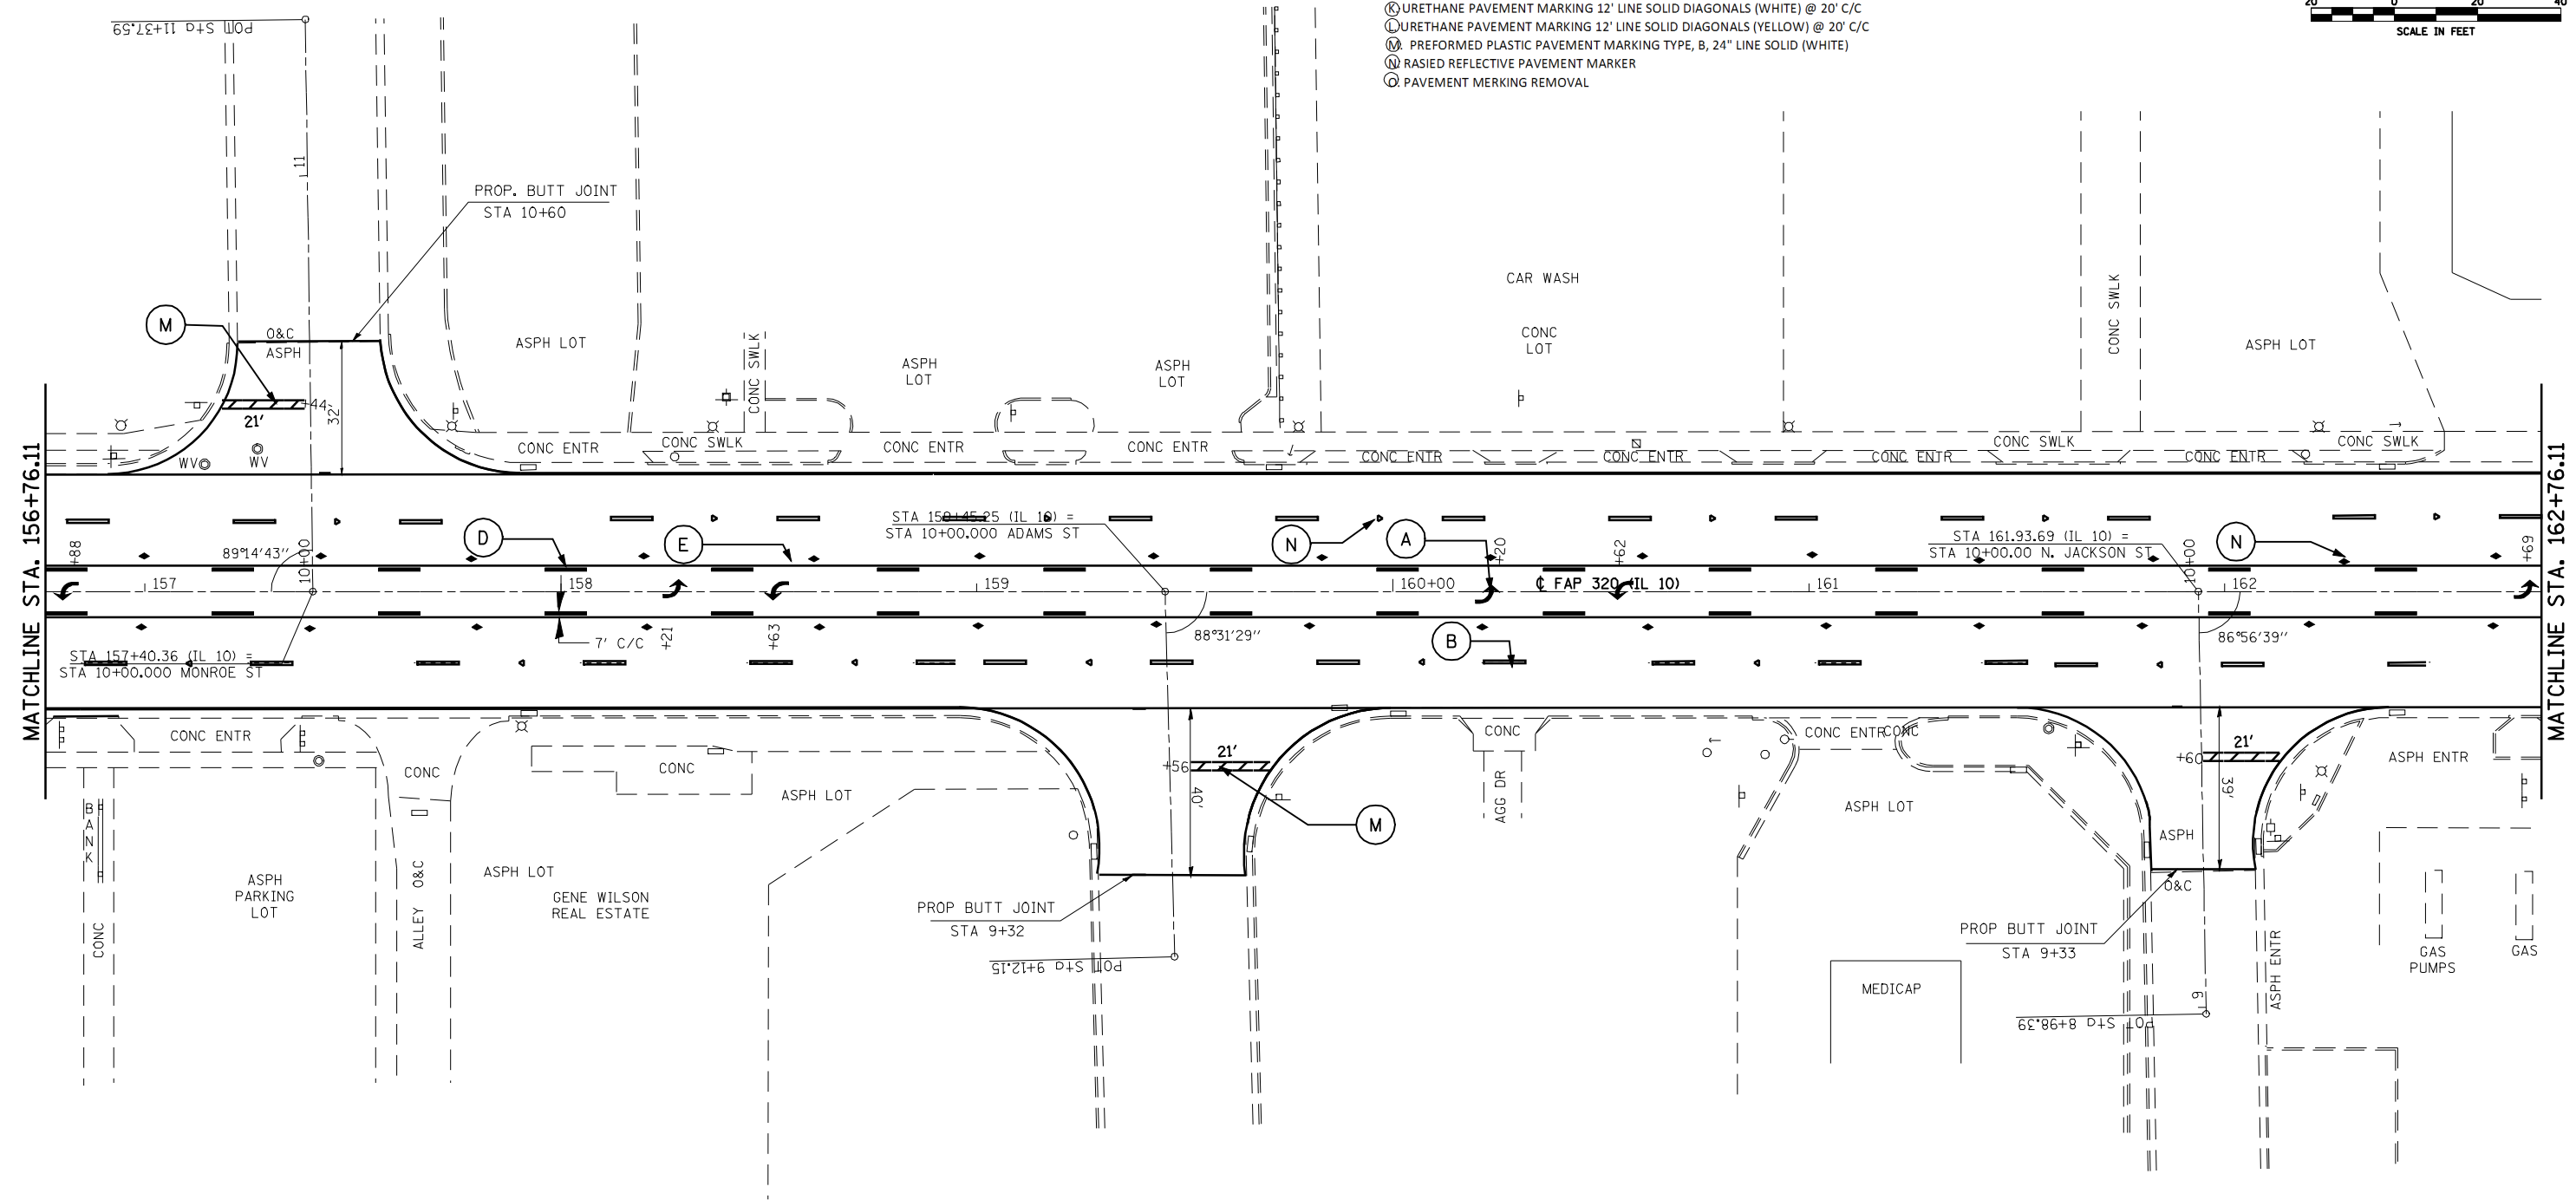 POT Sta 11+37.59
K. URETHANE PAVEMENT MARKING 12' LINE SOLID DIAGONALS (WHITE) @ 20' C/C
L. URETHANE PAVEMENT MARKING 12' LINE SOLID DIAGONALS (YELLOW) @ 20' C/C
M. PREFORMED PLASTIC PAVEMENT MARKING TYPE, B, 24" LINE SOLID (WHITE)
N. RASIED REFLECTIVE PAVEMENT MARKER
O. PAVEMENT MERKING REMOVAL
20 0 20 40
SCALE IN FEET
11
PROP. BUTT JOINT
STA 10+60
M
O&C
ASPH
32'
+44
21'
WV
WV
ASPH LOT
CONC SWLK
ASPH
LOT
ASPH
LOT
CAR WASH
CONC
LOT
CONC SWLK
ASPH LOT
CONC ENTR
CONC SWLK
CONC ENTR
CONC ENTR
CONC ENTR
CONC ENTR
CONC ENTR
CONC SWLK
CONC ENTR
CONC SWLK
MATCHLINE STA. 156+76.11
MATCHLINE STA. 162+76.11
+88
89°14'43"
10+00
D
E
STA 159+45.25 (IL 10) =
STA 10+00.000 ADAMS ST
N
A
+20
+62
STA 161.93.69 (IL 10) =
STA 10+00.00 N. JACKSON ST
10+00
N
+69
157
158
159
160+00
℄ FAP 320 (IL 10)
161
162
7' C/C
+21
+63
88°31'29"
B
86°56'39"
STA 157+40.36 (IL 10) =
STA 10+00.000 MONROE ST
CONC ENTR
CONC
CONC
ASPH LOT
+56
21'
40'
M
CONC
AGG DR
CONC ENTR
CONC
ASPH LOT
+60
21'
39'
ASPH
O&C
ASPH ENTR
BANK
CONC
ASPH
PARKING
LOT
ALLEY O&C
ASPH LOT
GENE WILSON
REAL ESTATE
PROP BUTT JOINT
STA 9+32
POT Sta 9+12.15
PROP BUTT JOINT
STA 9+33
MEDICAP
9
POT Sta 8+98.39
ASPH ENTR
GAS
PUMPS
GAS